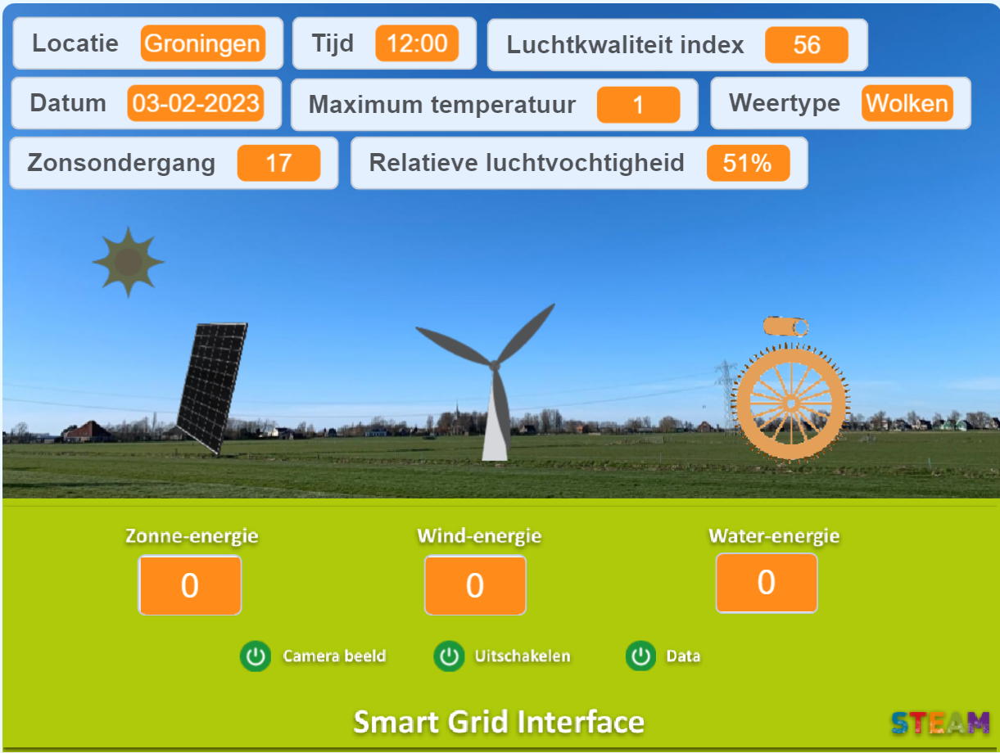 Locatie Groningen Tijd 12:00 Luchtkwaliteit index 56
Datum 03-02-2023 Maximum temperatuur 1 Weertype Wolken
Zonsondergang 17 Relatieve luchtvochtigheid 51%
Zonne-energie Wind-energie Water-energie
0 0 0
Camera beeld Uitschakelen Data
Smart Grid Interface
STEAM